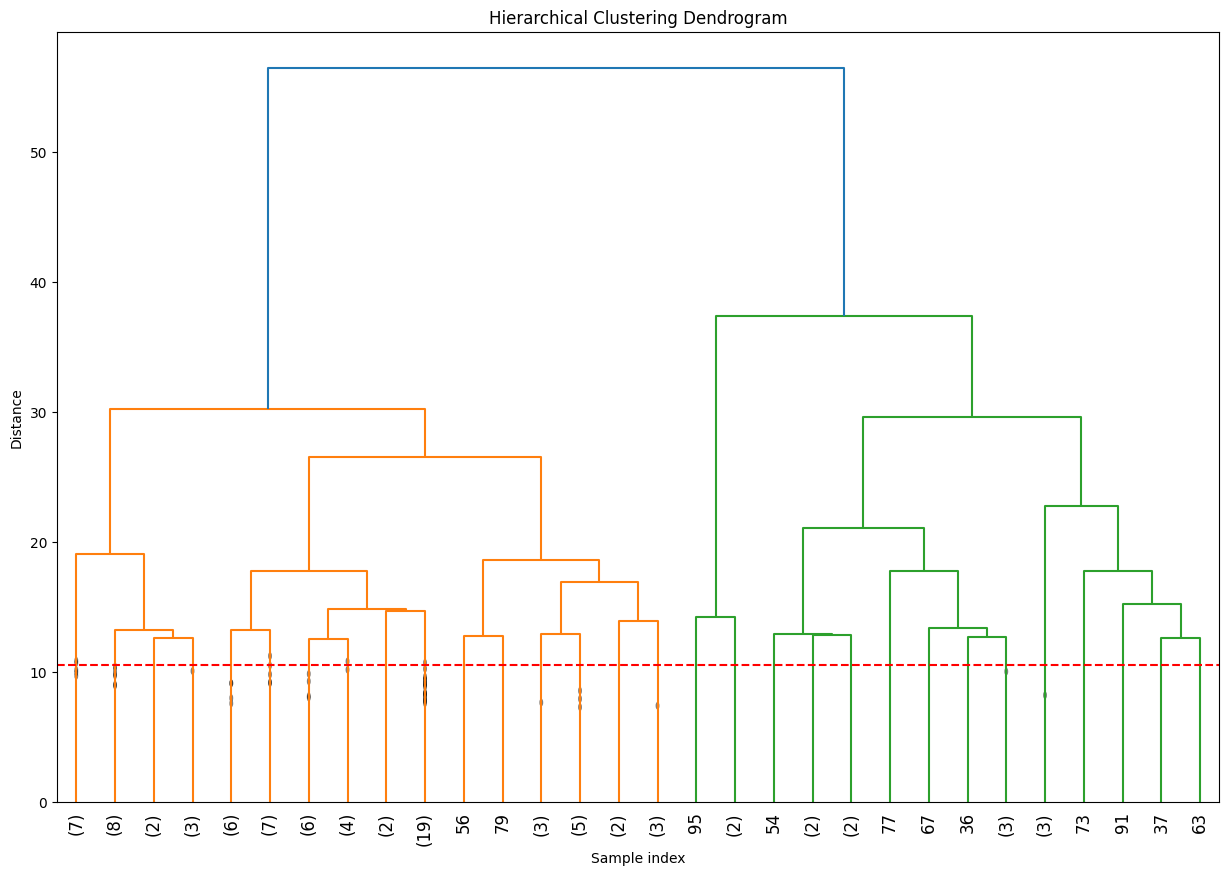 Hierarchical Clustering Dendrogram
Distance
50
40
30
20
10
0
(7) (8) (2) (3) (6) (7) (6) (4) (2) (19) 56 79 (3) (5) (2) (3) 95 (2) 54 (2) (2) 77 67 36 (3) (3) 73 91 37 63
Sample index